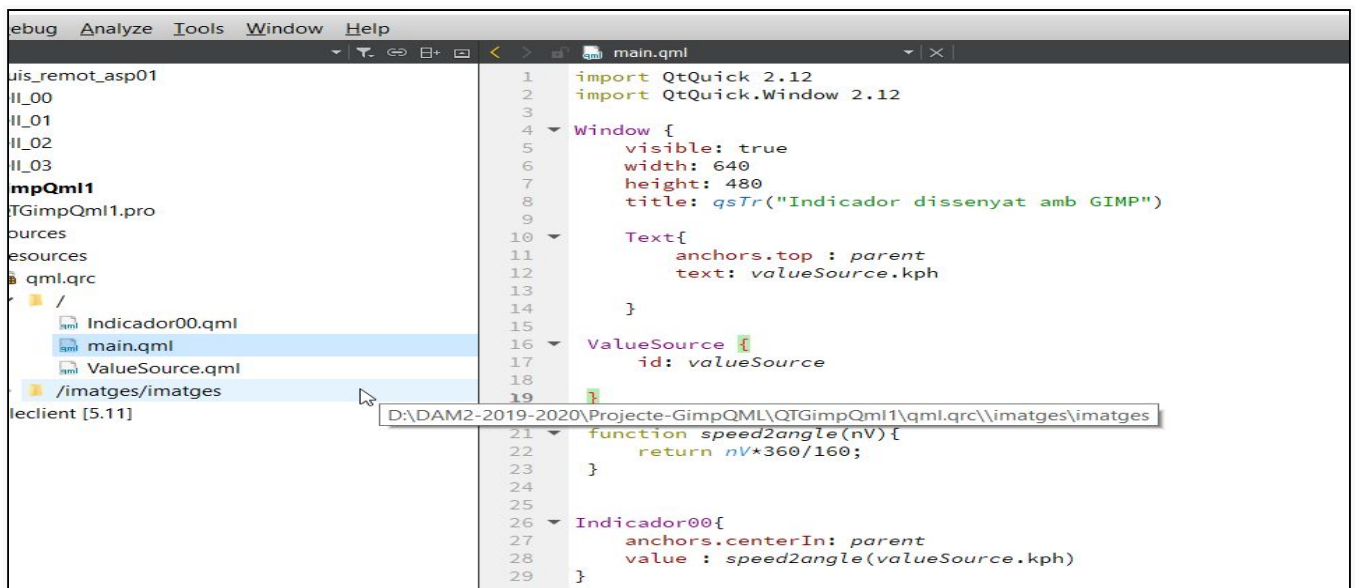 ebug Analyze Tools Window Help
main.qml
uis_remot_asp01
ll_00
ll_01
ll_02
ll_03
impQml1
TGimpQml1.pro
ources
esources
qml.qrc
/
Indicador00.qml
main.qml
ValueSource.qml
/imatges/imatges
leclient [5.11]
1 import QtQuick 2.12
2 import QtQuick.Window 2.12
3
4 Window {
5 visible: true
6 width: 640
7 height: 480
8 title: qsTr("Indicador dissenyat amb GIMP")
9
10 Text{
11 anchors.top : parent
12 text: valueSource.kph
13
14 }
15
16 ValueSource {
17 id: valueSource
18
19 }
D:\DAM2-2019-2020\Projecte-GimpQML\QTGimpQml1\qml.qrc\\imatges\imatges
21 function speed2angle(nV){
22 return nV*360/160;
23 }
24
25
26 Indicador00{
27 anchors.centerIn: parent
28 value : speed2angle(valueSource.kph)
29 }